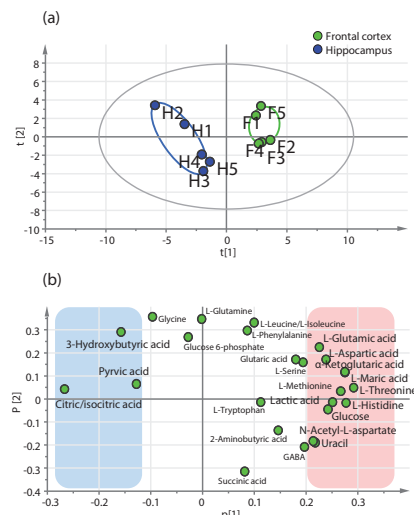 (a)
Frontal cortex
Hippocampus
8
6
4
2
0
-2
-4
-6
-8
-10
t [2]
H2
H1
H4
H5
H3
F5
F1
F2
F4
F3
-15
-10
-5
0
5
10
15
t[1]
(b)
0.3
0.2
0.1
0
-0.1
-0.2
-0.3
-0.4
P [2]
Glycine
L-Glutamine
L-Leucine/L-Isoleucine
L-Phenylalanine
3-Hydroxybutyric acid
Glucose 6-phosphate
L-Glutamic acid
Glutaric acid
L-Aspartic acid
L-Serine
α-Ketoglutaric acid
Pyrvic acid
L-Maric acid
L-Methionine
L-Threonine
Citric/isocitric acid
L-Tryptophan
Lactic acid
L-Histidine
Glucose
2-Aminobutyric acid
N-Acetyl-L-aspartate
Uracil
GABA
Succinic acid
-0.3
-0.2
-0.1
0
0.1
0.2
0.3
0.4
p[1]